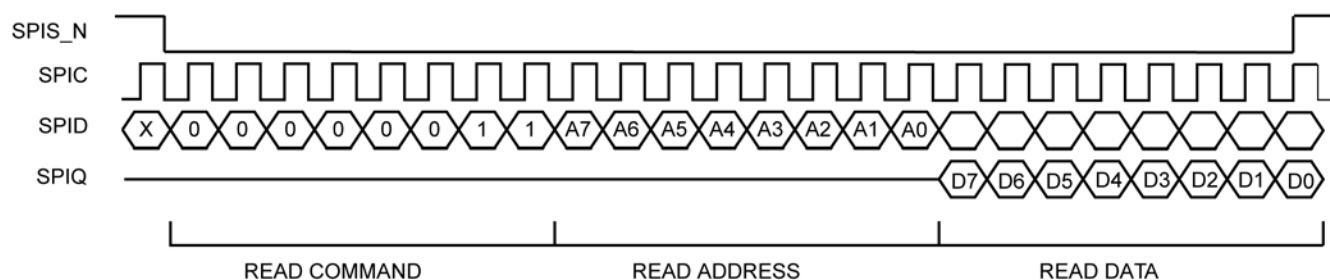 SPIS_N
SPIC
SPID X 0 0 0 0 0 0 1 1 A7 A6 A5 A4 A3 A2 A1 A0
SPIQ D7 D6 D5 D4 D3 D2 D1 D0
READ COMMAND READ ADDRESS READ DATA